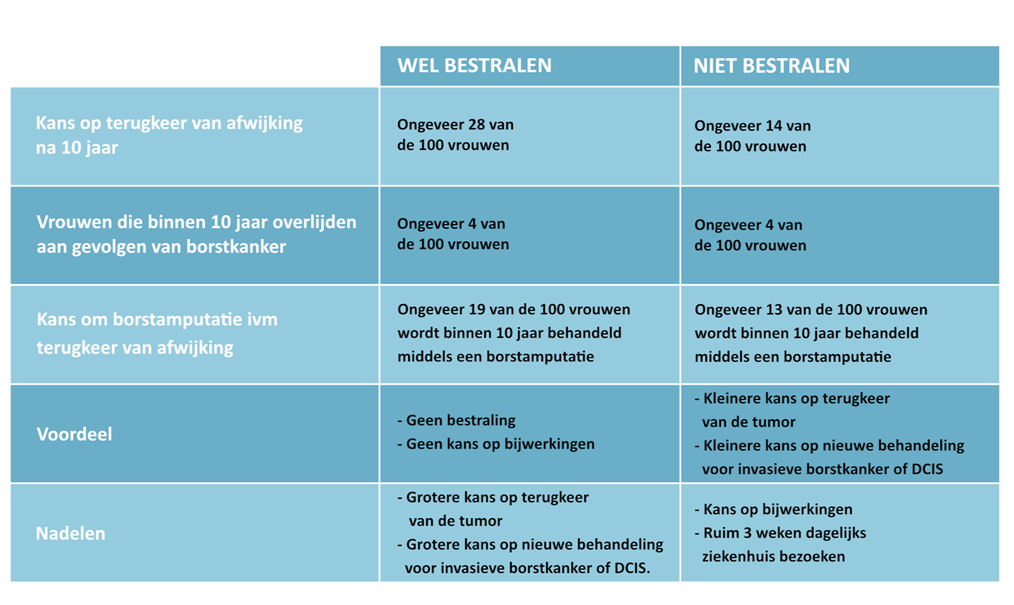 WEL BESTRALEN
NIET BESTRALEN
Kans op terugkeer van afwijking
na 10 jaar
Ongeveer 28 van
de 100 vrouwen
Ongeveer 14 van
de 100 vrouwen
Vrouwen die binnen 10 jaar overlijden
aan gevolgen van borstkanker
Ongeveer 4 van
de 100 vrouwen
Ongeveer 4 van
de 100 vrouwen
Kans om borstamputatie ivm
terugkeer van afwijking
Ongeveer 19 van de 100 vrouwen
wordt binnen 10 jaar behandeld
middels een borstamputatie
Ongeveer 13 van de 100 vrouwen
wordt binnen 10 jaar behandeld
middels een borstamputatie
Voordeel
- Geen bestraling
- Geen kans op bijwerkingen
- Kleinere kans op terugkeer
van de tumor
- Kleinere kans op nieuwe behandeling
voor invasieve borstkanker of DCIS
Nadelen
- Grotere kans op terugkeer
van de tumor
- Grotere kans op nieuwe behandeling
voor invasieve borstkanker of DCIS.
- Kans op bijwerkingen
- Ruim 3 weken dagelijks
ziekenhuis bezoeken